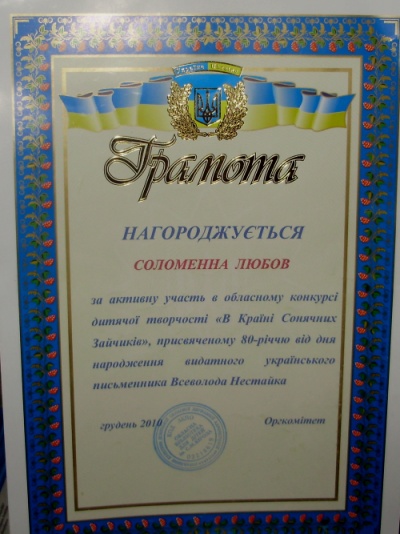 Грамота
НАГОРОДЖУЄТЬСЯ
СОЛОМЕННА ЛЮБОВ
за активну участь в обласному конкурсі
дитячої творчості «В Країні Сонячних
Зайчиків», присвяченому 80-річчю від дня
народження видатного українського
письменника Всеволода Нестайка
грудень 2010 Оргкомітет